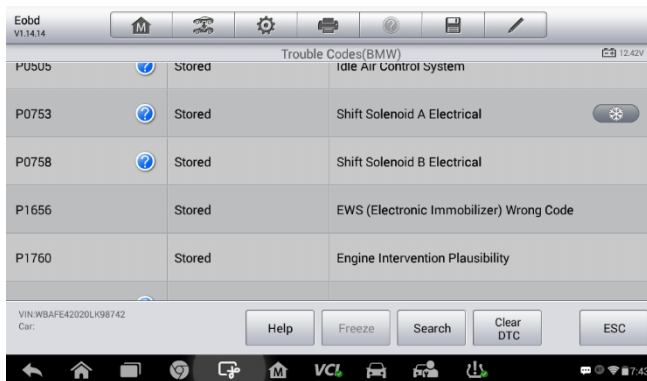 Eobd
V1.14.14
Trouble Codes(BMW) 12.42V
P0505 Stored Idle Air Control System
P0753 Stored Shift Solenoid A Electrical
P0758 Stored Shift Solenoid B Electrical
P1656 Stored EWS (Electronic Immobilizer) Wrong Code
P1760 Stored Engine Intervention Plausibility
VIN:WBAFE42020LK98742
Car:
Help Freeze Search Clear DTC ESC
VCI 7:43